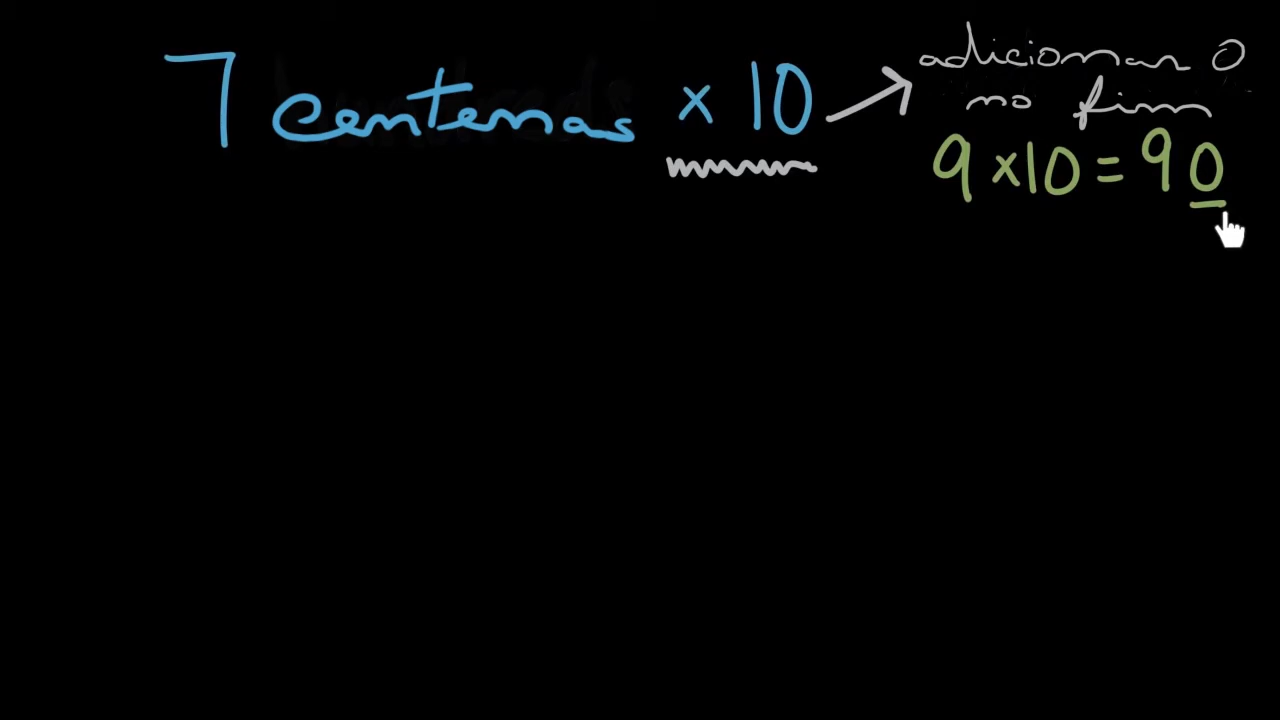 7 centenas × 10
adicionar 0
no fim
9 × 10 = 90